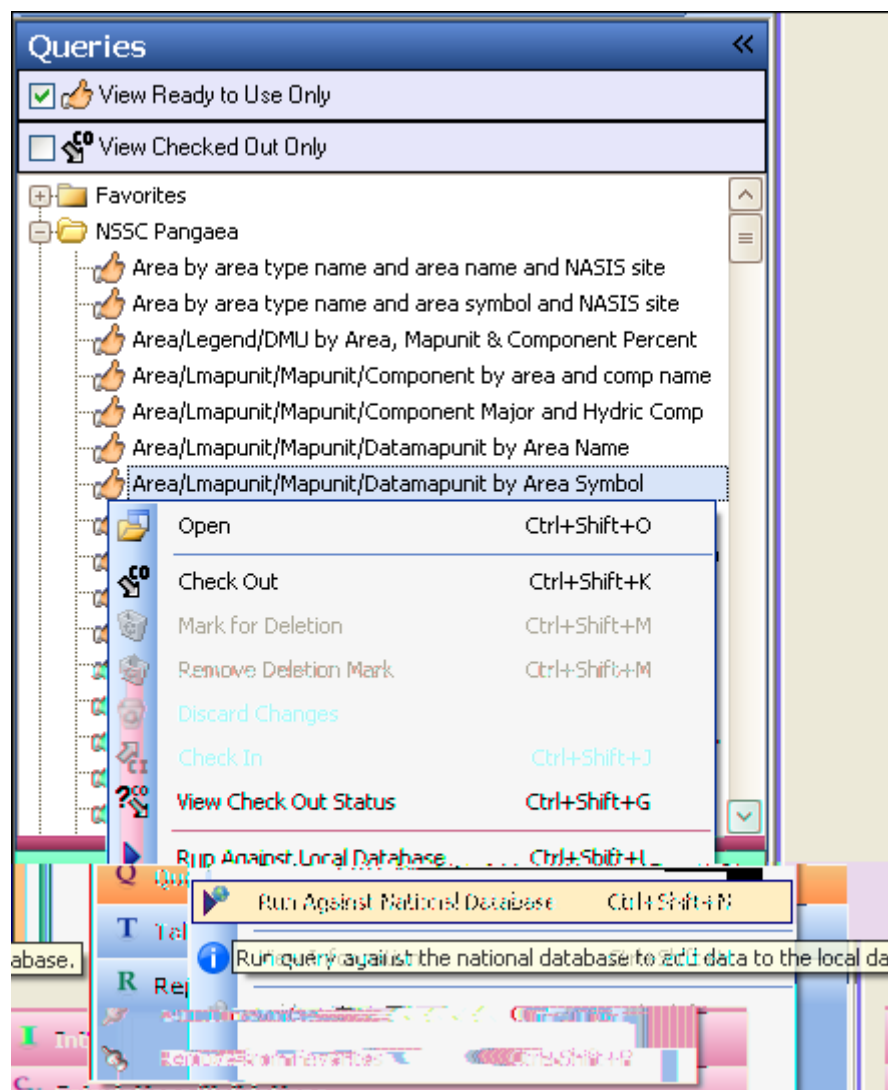 Queries
View Ready to Use Only
CO View Checked Out Only
Favorites
NSSC Pangaea
Area by area type name and area name and NASIS site
Area by area type name and area symbol and NASIS site
Area/Legend/DMU by Area, Mapunit & Component Percent
Area/Lmapunit/Mapunit/Component by area and comp name
Area/Lmapunit/Mapunit/Component Major and Hydric Comp
Area/Lmapunit/Mapunit/Datamapunit by Area Name
Area/Lmapunit/Mapunit/Datamapunit by Area Symbol
Open Ctrl+Shift+O
CO Check Out Ctrl+Shift+K
Mark for Deletion Ctrl+Shift+M
Remove Deletion Mark Ctrl+Shift+M
Discard Changes
CI Check In Ctrl+Shift+J
?CO View Check Out Status Ctrl+Shift+G
Run Against Local Database Ctrl+Shift+L
Q
Run Against National Database Ctrl+Shift+N
T Tal
abase. Run query against the national database to add data to the local da
R Rep
I